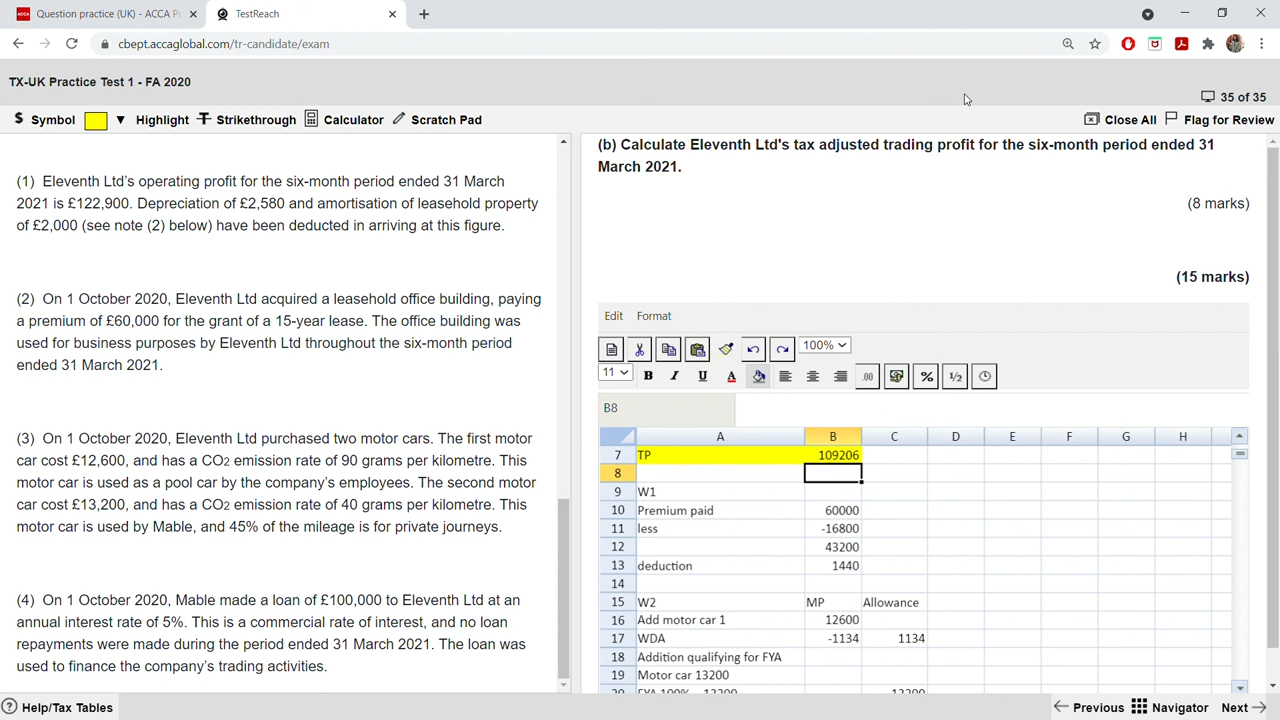 Question practice (UK) - ACCA P
TestReach
cbept.accaglobal.com/tr-candidate/exam
TX-UK Practice Test 1 - FA 2020
35 of 35
$ Symbol Highlight Strikethrough Calculator Scratch Pad Close All Flag for Review
(1) Eleventh Ltd's operating profit for the six-month period ended 31 March
2021 is £122,900. Depreciation of £2,580 and amortisation of leasehold property
of £2,000 (see note (2) below) have been deducted in arriving at this figure.
(2) On 1 October 2020, Eleventh Ltd acquired a leasehold office building, paying
a premium of £60,000 for the grant of a 15-year lease. The office building was
used for business purposes by Eleventh Ltd throughout the six-month period
ended 31 March 2021.
(3) On 1 October 2020, Eleventh Ltd purchased two motor cars. The first motor
car cost £12,600, and has a CO2 emission rate of 90 grams per kilometre. This
motor car is used as a pool car by the company's employees. The second motor
car cost £13,200, and has a CO2 emission rate of 40 grams per kilometre. This
motor car is used by Mable, and 45% of the mileage is for private journeys.
(4) On 1 October 2020, Mable made a loan of £100,000 to Eleventh Ltd at an
annual interest rate of 5%. This is a commercial rate of interest, and no loan
repayments were made during the period ended 31 March 2021. The loan was
used to finance the company's trading activities.
(b) Calculate Eleventh Ltd's tax adjusted trading profit for the six-month period ended 31
March 2021.
(8 marks)
(15 marks)
Edit Format
100%
11 B I U A .00 % 1/2
B8
A B C D E F G H
7 TP 109206
8
9 W1
10 Premium paid 60000
11 less -16800
12 43200
13 deduction 1440
14
15 W2 MP Allowance
16 Add motor car 1 12600
17 WDA -1134 1134
18 Addition qualifying for FYA
19 Motor car 13200
20 FYA 100% 13200 13200
? Help/Tax Tables Previous Navigator Next